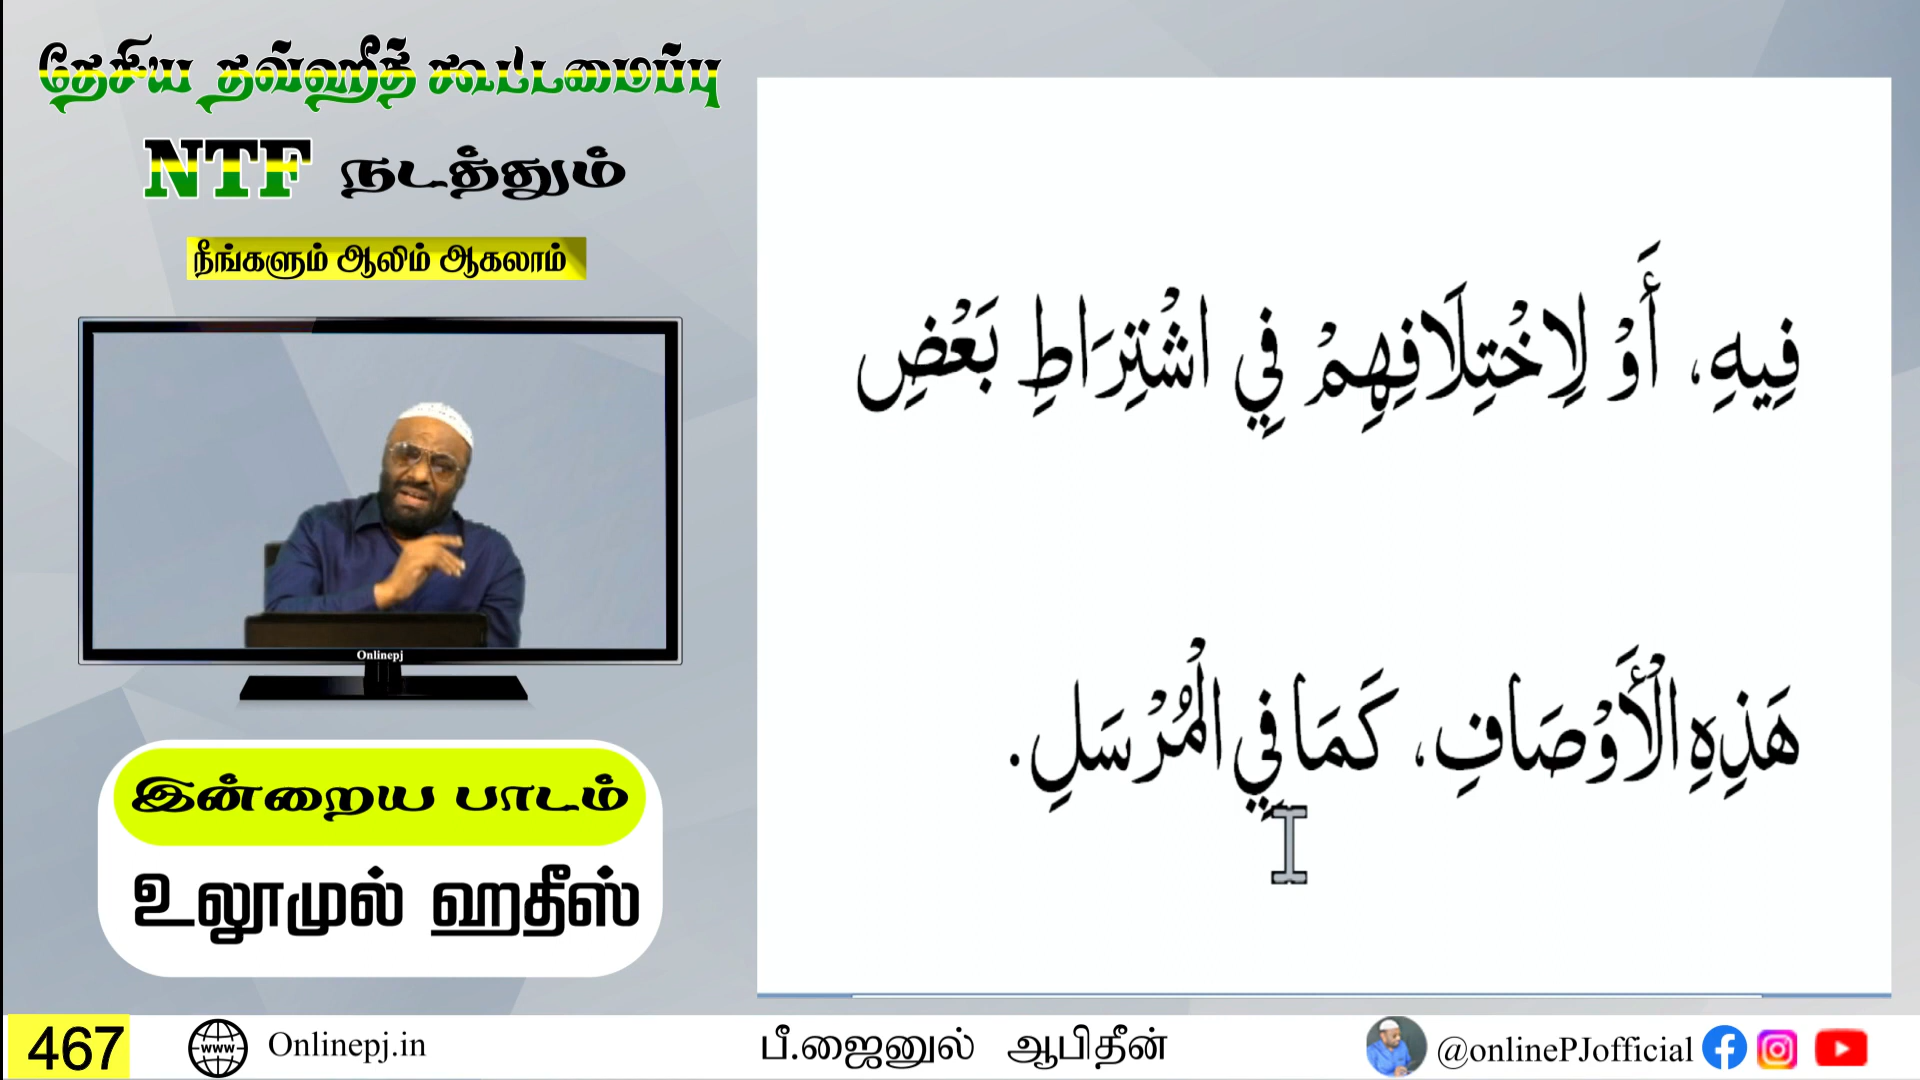 தேசிய தவ்ஹீத் கூட்டமைப்பு
NTF நடத்தும்
நீங்களும் ஆலிம் ஆகலாம்
Onlinepj
இன்றைய பாடம்
உலூமுல் ஹதீஸ்
فِيهِ، أَوْ لِاخْتِلَافِهِمْ فِي اشْتِرَاطِ بَعْضِ
هَذِهِ الْأَوْصَافِ، كَمَا فِي الْمُرْسَلِ.
467
www
Onlinepj.in
பீ.ஜைனுல் ஆபிதீன்
@onlinePJofficial